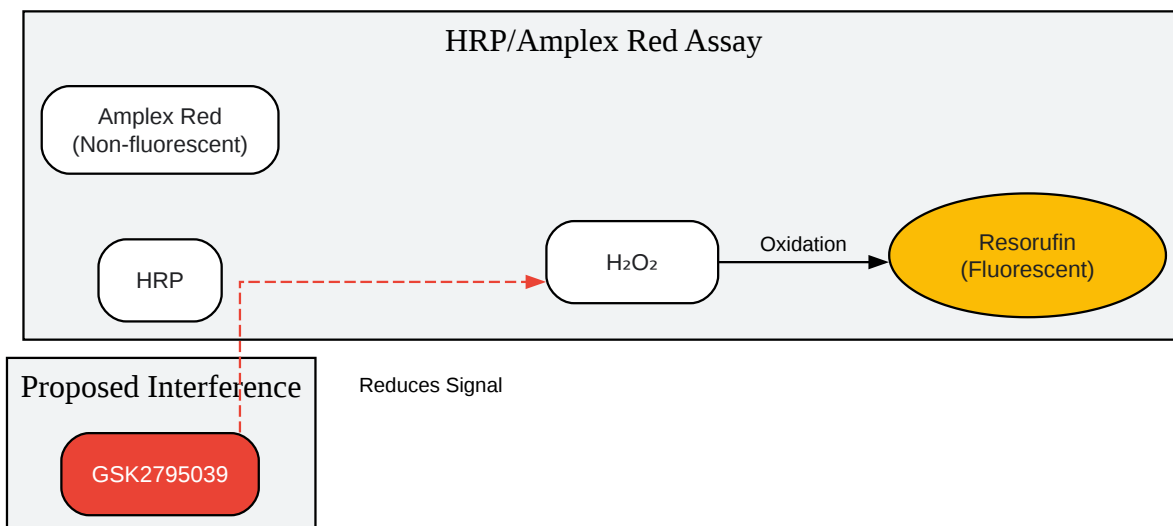 HRP/Amplex Red Assay
Amplex Red
(Non-fluorescent)
HRP
H₂O₂
Oxidation
Resorufin
(Fluorescent)
Proposed Interference
Reduces Signal
GSK2795039